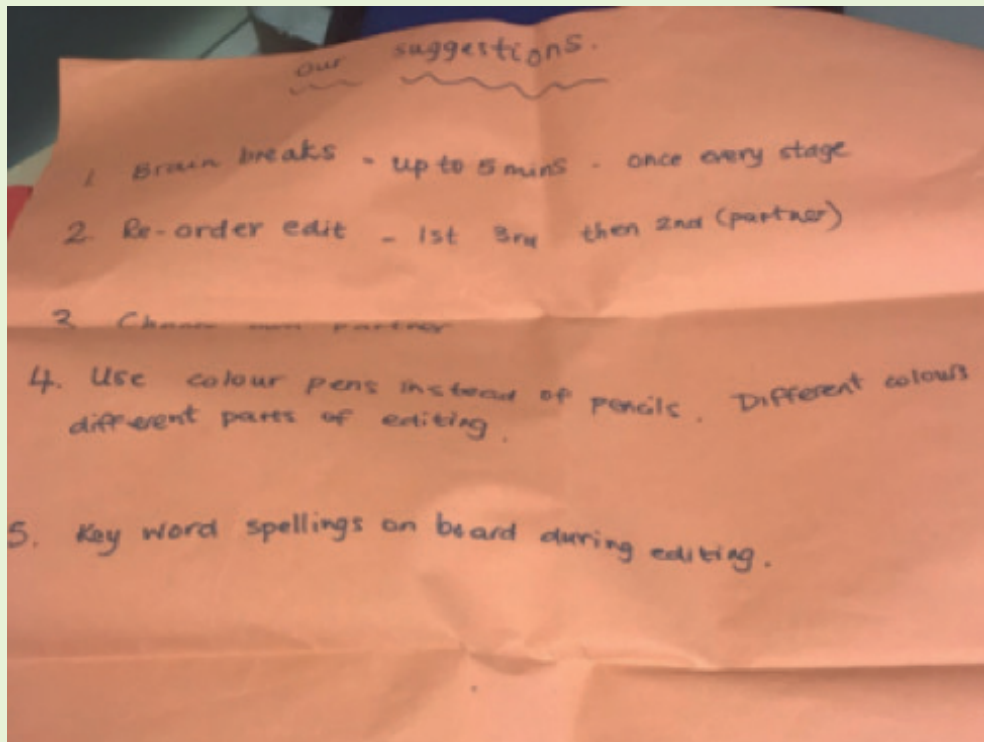 our suggestions.
1 Brain breaks - up to 5 mins - once every stage
2. Re-order edit - 1st 3rd then 2nd (partner)
3 partner
4. Use colour pens instead of pencils. Different colours
different parts of editing.
5. Key word spellings on board during editing.